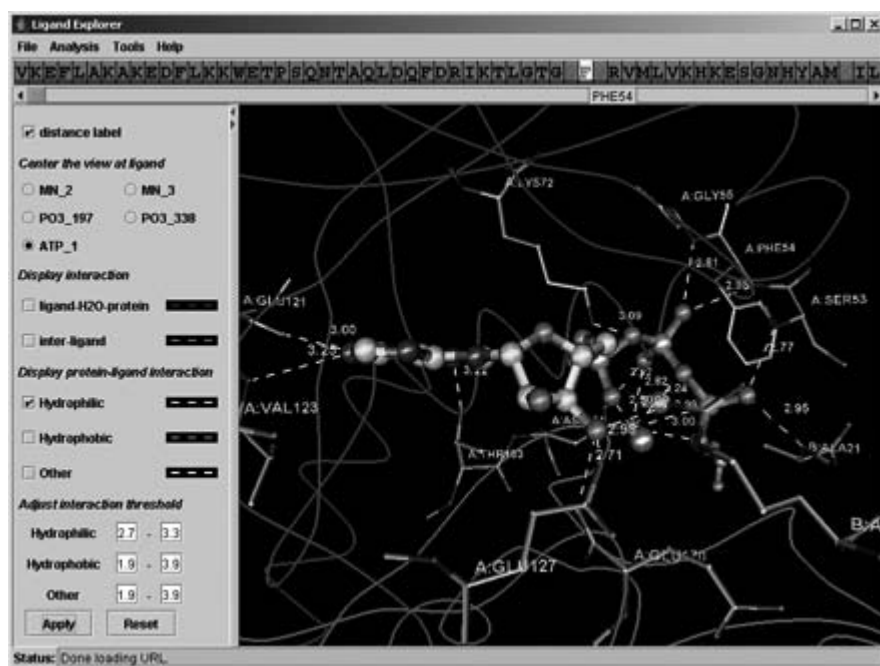 Ligand Explorer
File Analysis Tools Help
VKEFLAKAKEDFLKKWETPSQNTAQLDQFDRIKTLGTG F RVMLVKHKESGNHYAM IL
PHE54
distance label
Center the view at ligand
MN_2 MN_3
PO3_197 PO3_338
ATP_1
Display interaction
ligand-H2O-protein
inter-ligand
Display protein-ligand interaction
Hydrophilic
Hydrophobic
Other
Adjust interaction threshold
Hydrophilic 2.7 - 3.3
Hydrophobic 1.9 - 3.9
Other 1.9 - 3.9
Apply Reset
A:LYS72
A:GLY55
A:PHE54
2.81
A:SER53
A:GLU121
3.00
3.09
2.77
A:VAL123
2.95
3.00
B:ALA21
A:THR183
2.71
A:GLU127
Status: Done loading URL.